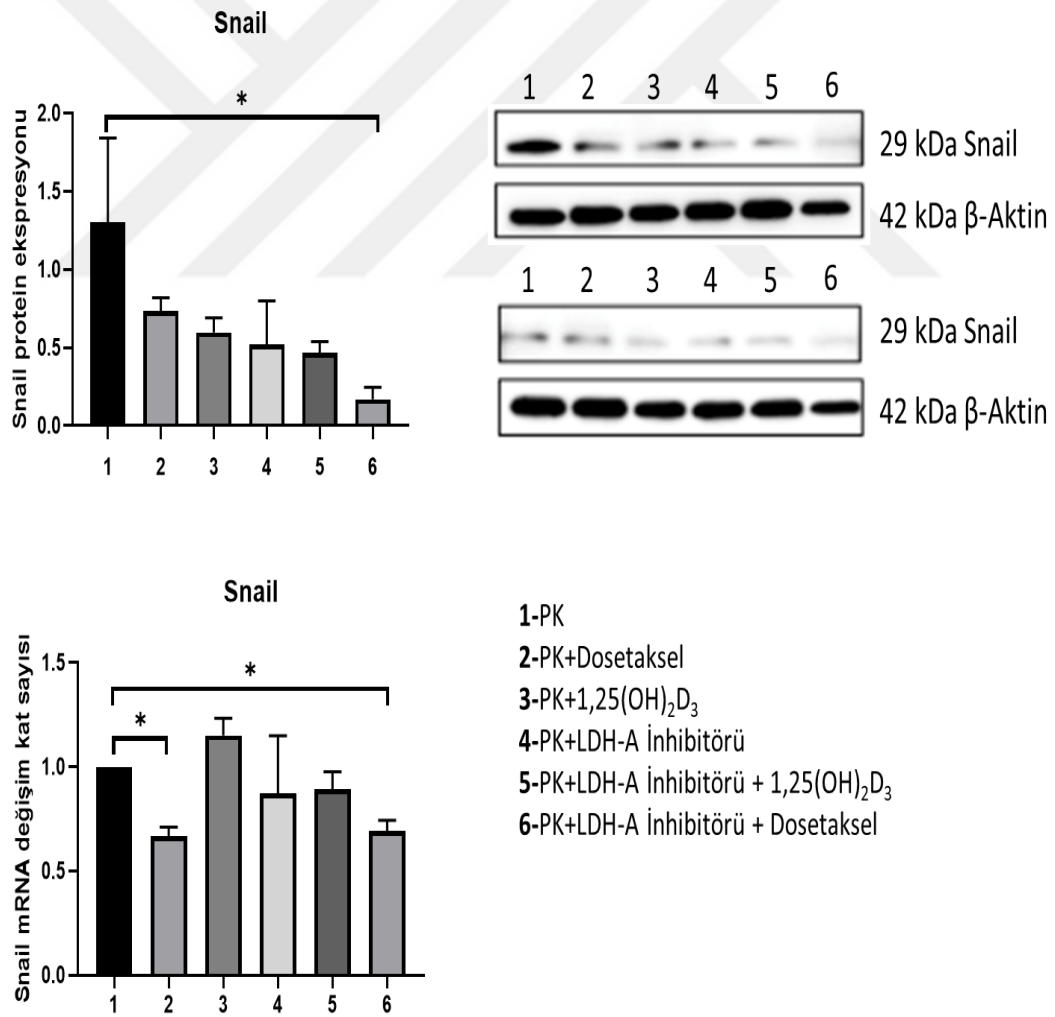 Snail
*
Snail protein ekspresyonu
2.0
1.5
1.0
0.5
0.0
1 2 3 4 5 6
1 2 3 4 5 6
29 kDa Snail
42 kDa β-Aktin
1 2 3 4 5 6
29 kDa Snail
42 kDa β-Aktin
Snail
*
*
Snail mRNA değişim kat sayısı
1.5
1.0
0.5
0.0
1 2 3 4 5 6
1-PK
2-PK+Dosetaksel
3-PK+1,25(OH)₂D₃
4-PK+LDH-A İnhibitörü
5-PK+LDH-A İnhibitörü + 1,25(OH)₂D₃
6-PK+LDH-A İnhibitörü + Dosetaksel